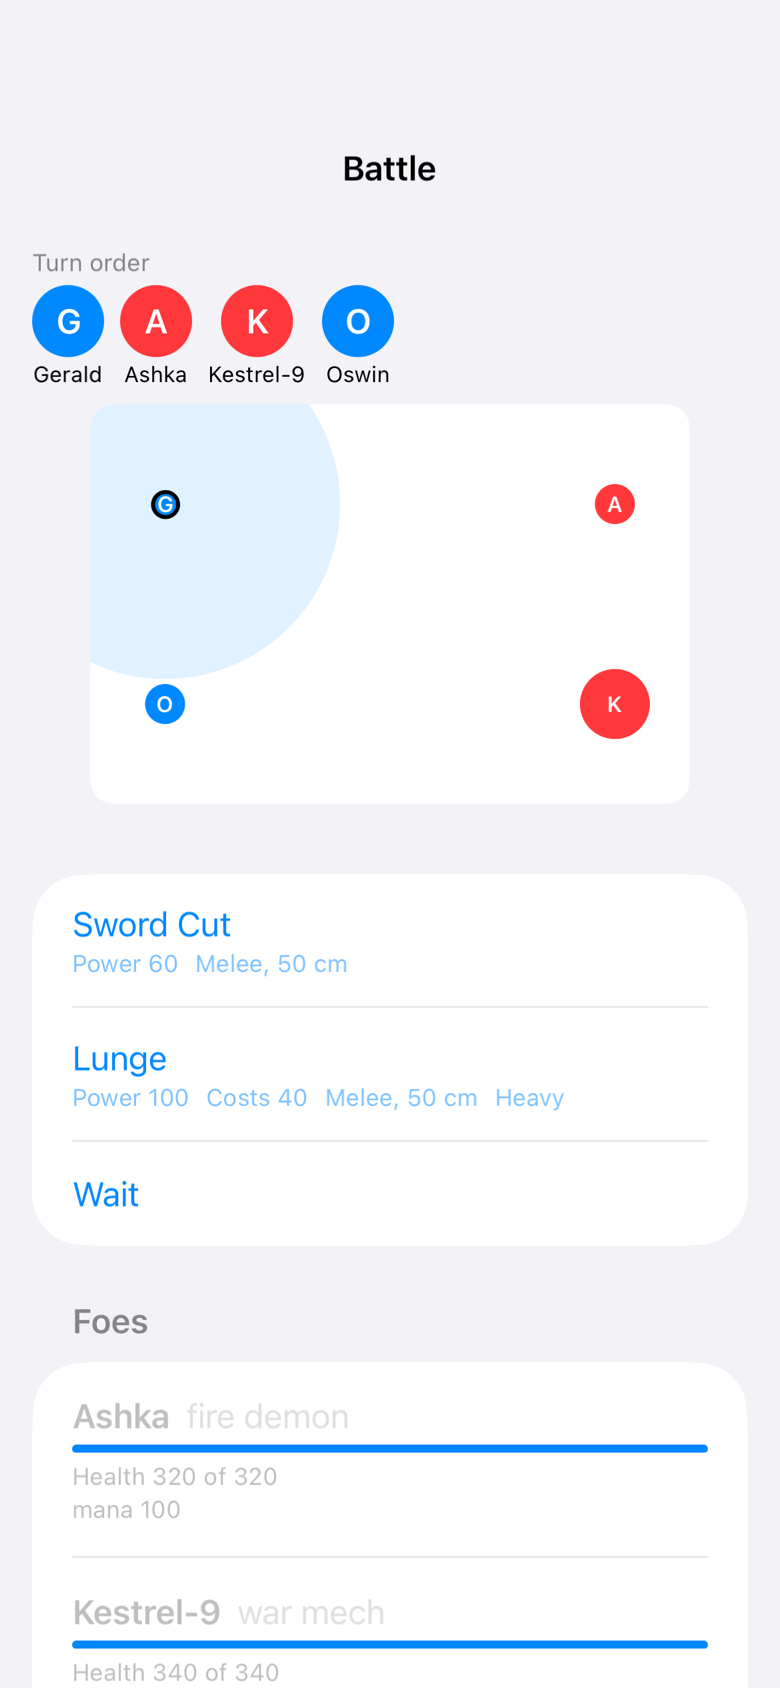 Battle
Turn order
G A K O
Gerald Ashka Kestrel-9 Oswin
G A
O K
Sword Cut
Power 60 Melee, 50 cm
Lunge
Power 100 Costs 40 Melee, 50 cm Heavy
Wait
Foes
Ashka fire demon
Health 320 of 320
mana 100
Kestrel-9 war mech
Health 340 of 340